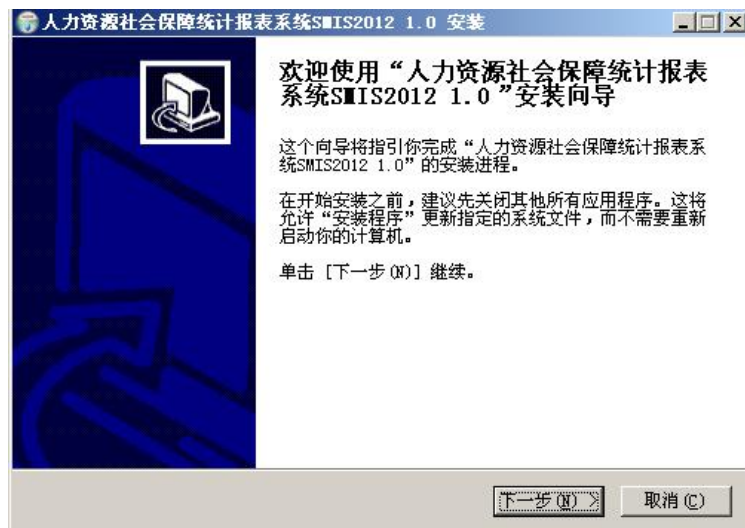 人力资源社会保障统计报表系统SMIS2012 1.0 安装
欢迎使用“人力资源社会保障统计报表
系统SMIS2012 1.0”安装向导
这个向导将指引你完成“人力资源社会保障统计报表系
统SMIS2012 1.0”的安装进程。
在开始安装之前，建议先关闭其他所有应用程序。这将
允许“安装程序”更新指定的系统文件，而不需要重新
启动你的计算机。
单击 [下一步(N)] 继续。
下一步(N) >
取消(C)